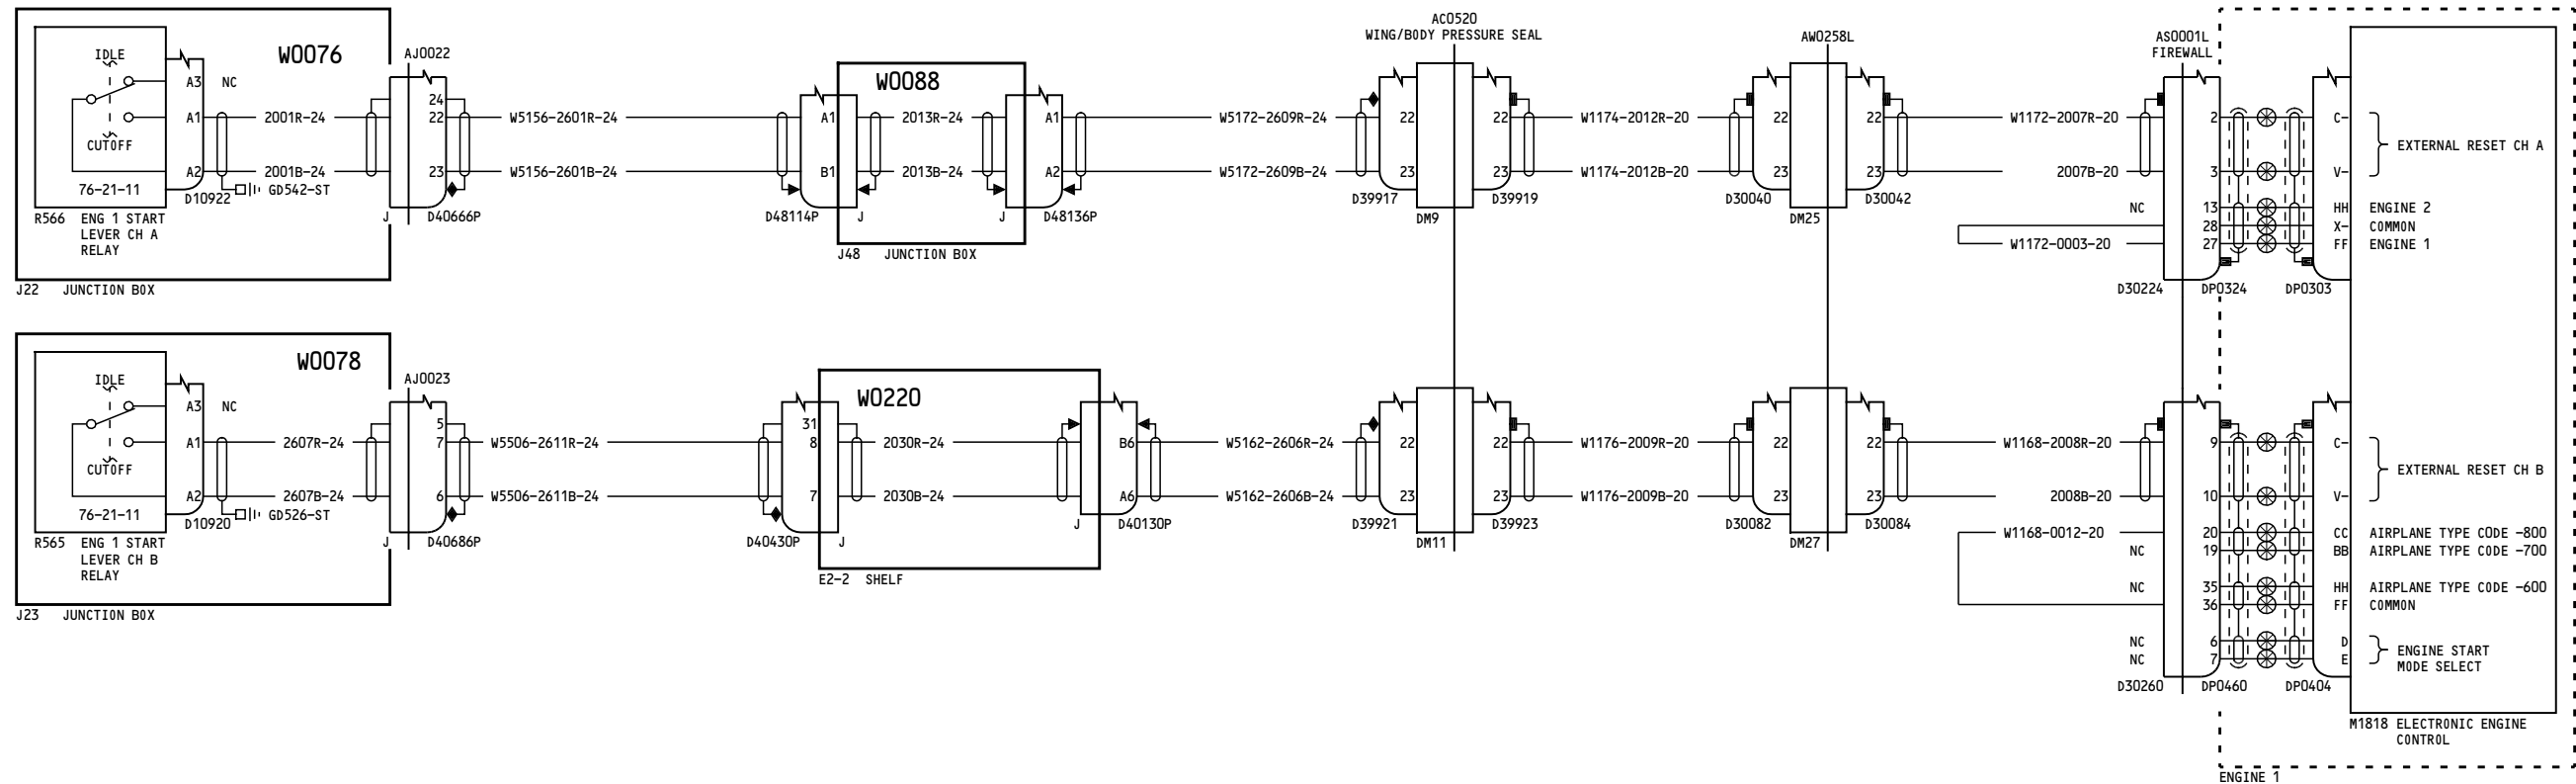 AC0520
WING/BODY PRESSURE SEAL
AW0258L
AS0001L
FIREWALL
IDLE
W0076
AJ0022
W0088
A3 NC
24
A1 2001R-24 22 W5156-2601R-24 A1 2013R-24 A1 W5172-2609R-24 22 22 W1174-2012R-20 22 22 W1172-2007R-20 2 C-
CUTOFF
EXTERNAL RESET CH A
A2 2001B-24 23 W5156-2601B-24 B1 2013B-24 A2 W5172-2609B-24 23 23 W1174-2012B-20 23 23 2007B-20 3 V-
76-21-11
D10922 GD542-ST
D39917 D39919 D30040 D30042
R566 ENG 1 START
LEVER CH A
RELAY
J D40666P D48114P J J D48136P DM9 DM25
NC 13 HH ENGINE 2
28 X- COMMON
W1172-0003-20 27 FF ENGINE 1
J48 JUNCTION BOX
J22 JUNCTION BOX
D30224 DP0324 DP0303
W0078
AJ0023
IDLE
W0220
A3 NC
5 31
A1 2607R-24 7 W5506-2611R-24 8 2030R-24 B6 W5162-2606R-24 22 22 W1176-2009R-20 22 22 W1168-2008R-20 9 C-
CUTOFF
EXTERNAL RESET CH B
A2 2607B-24 6 W5506-2611B-24 7 2030B-24 A6 W5162-2606B-24 23 23 W1176-2009B-20 23 23 2008B-20 10 V-
76-21-11
D10920 GD526-ST
J D40130P D39921 D39923 D30082 D30084
R565 ENG 1 START
LEVER CH B
RELAY
J D40686P D40430P J DM11 DM27
W1168-0012-20 20 CC AIRPLANE TYPE CODE -800
NC 19 BB AIRPLANE TYPE CODE -700
E2-2 SHELF
NC 35 HH AIRPLANE TYPE CODE -600
36 FF COMMON
J23 JUNCTION BOX
NC 6 D
NC 7 E
ENGINE START
MODE SELECT
D30260 DP0460 DP0404
M1818 ELECTRONIC ENGINE
CONTROL
ENGINE 1